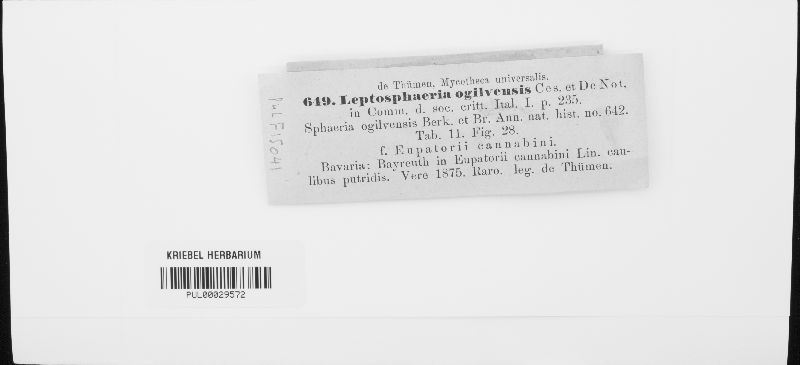 de Thümen, Mycotheca universalis.
649. Leptosphaeria ogilvensis Ces. et De Not.
in Comm. d. soc. critt. Ital. I. p. 235.
Sphaeria ogilvensis Berk. et Br. Ann. nat. hist. no. 642.
Tab. 11. Fig. 28.
f. Eupatorii cannabini.
Bavaria: Bayreuth in Eupatorii cannabini Lin. cau-
libus putridis. Vere 1875. Raro. leg. de Thümen.
PUL F15041
KRIEBEL HERBARIUM
PUL00029572